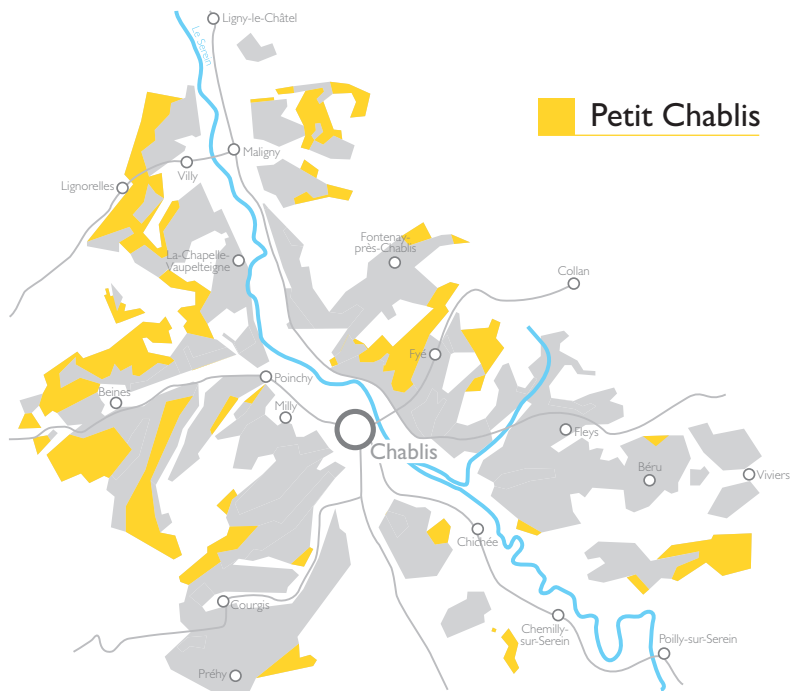 Ligny-le-Châtel
Le Serein
Petit Chablis
Maligny
Villy
Lignorelles
Fontenay-
près-Chablis
La-Chapelle-
Vaupelteigne
Collan
Fyé
Poinchy
Beines
Milly
Chablis
Fleys
Béru
Viviers
Chichée
Courgis
Chemilly-
sur-Serein
Poilly-sur-Serein
Préhy